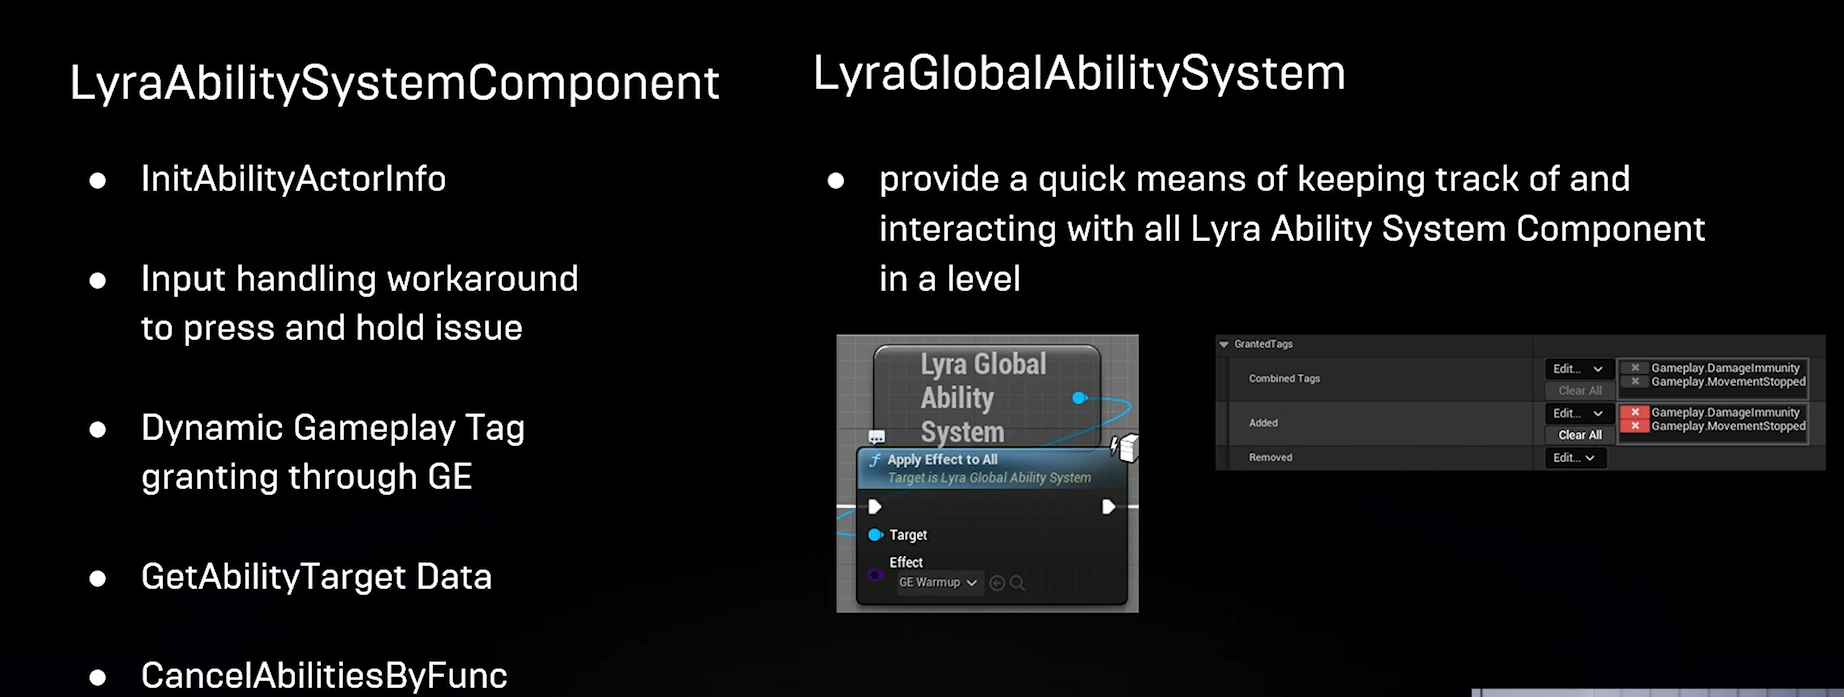 LyraAbilitySystemComponent
● InitAbilityActorInfo
● Input handling workaround
to press and hold issue
● Dynamic Gameplay Tag
granting through GE
● GetAbilityTarget Data
● CancelAbilitiesByFunc
LyraGlobalAbilitySystem
● provide a quick means of keeping track of and
interacting with all Lyra Ability System Component
in a level
Lyra Global
Ability
System
Apply Effect to All
Target is Lyra Global Ability System
Target
Effect
GE Warmup
GrantedTags
Combined Tags
Edit...
Clear All
Gameplay.DamageImmunity
Gameplay.MovementStopped
Added
Edit...
Clear All
Gameplay.DamageImmunity
Gameplay.MovementStopped
Removed
Edit...